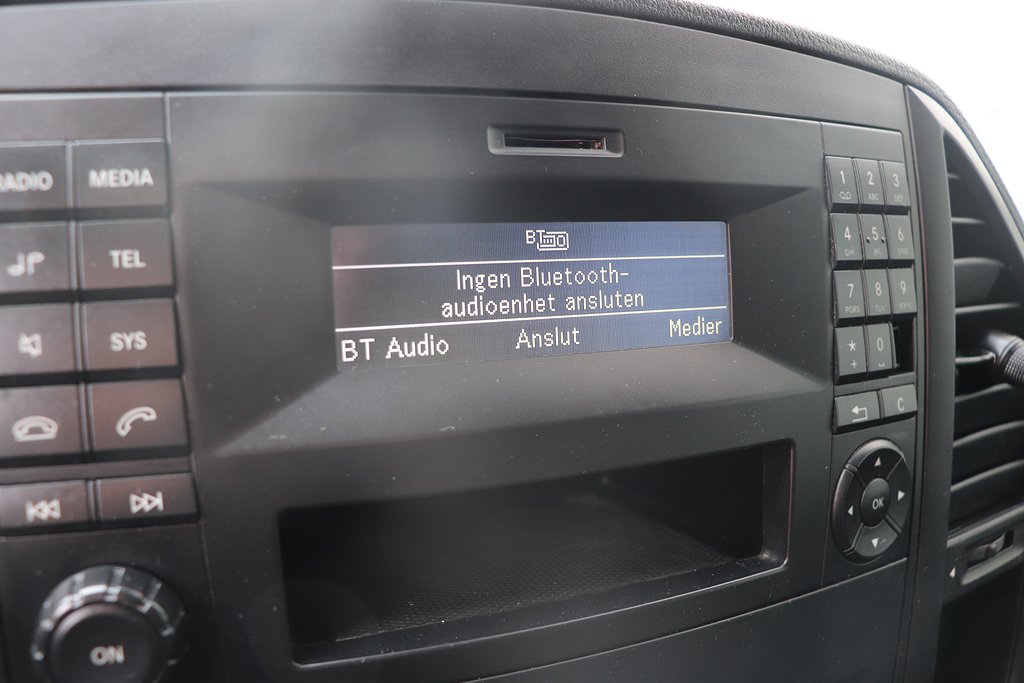 RADIO
MEDIA
TEL
SYS
ON
BT
Ingen Bluetooth-
audioenhet ansluten
BT Audio
Anslut
Medier
1
2 ABC
3 DEF
4 GHI
5 JKL
6 MNO
7 PQRS
8 TUV
9 WXYZ
* +
0
C
OK